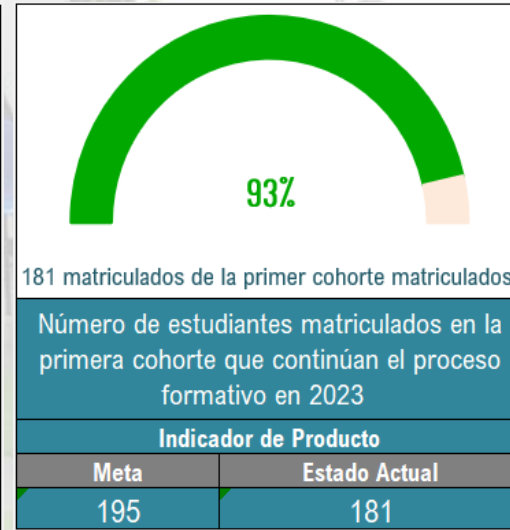 93%
181 matriculados de la primer cohorte matriculados
Número de estudiantes matriculados en la
primera cohorte que continúan el proceso
formativo en 2023
Indicador de Producto
Meta Estado Actual
195 181